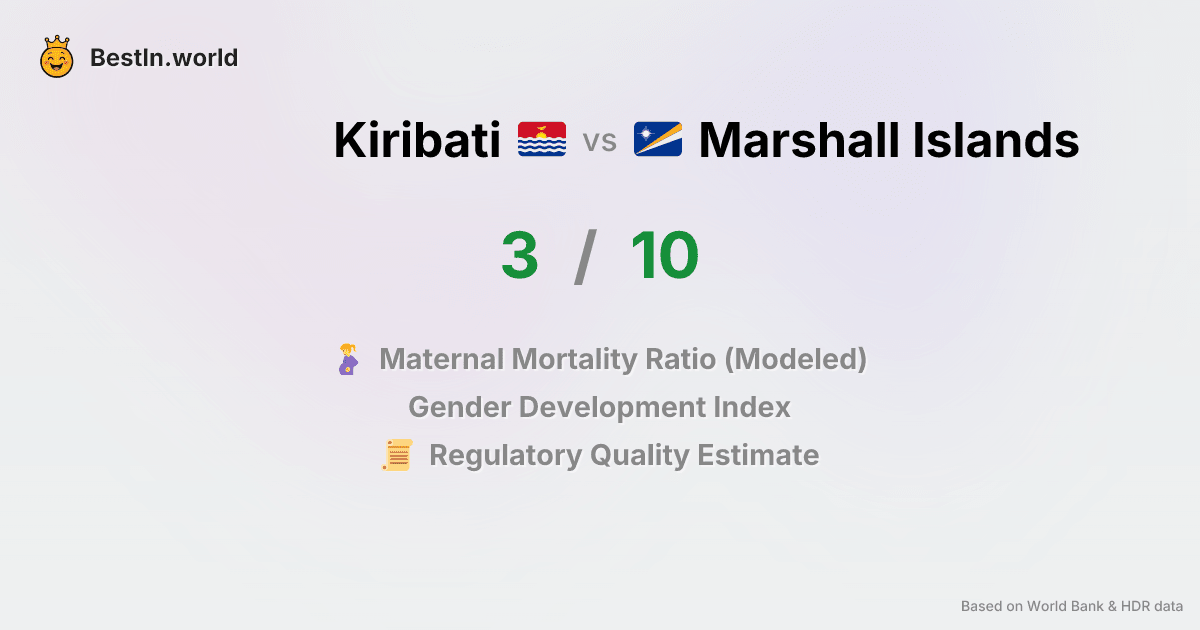 BestIn.world
Kiribati vs Marshall Islands
3 / 10
Maternal Mortality Ratio (Modeled)
Gender Development Index
Regulatory Quality Estimate
Based on World Bank & HDR data